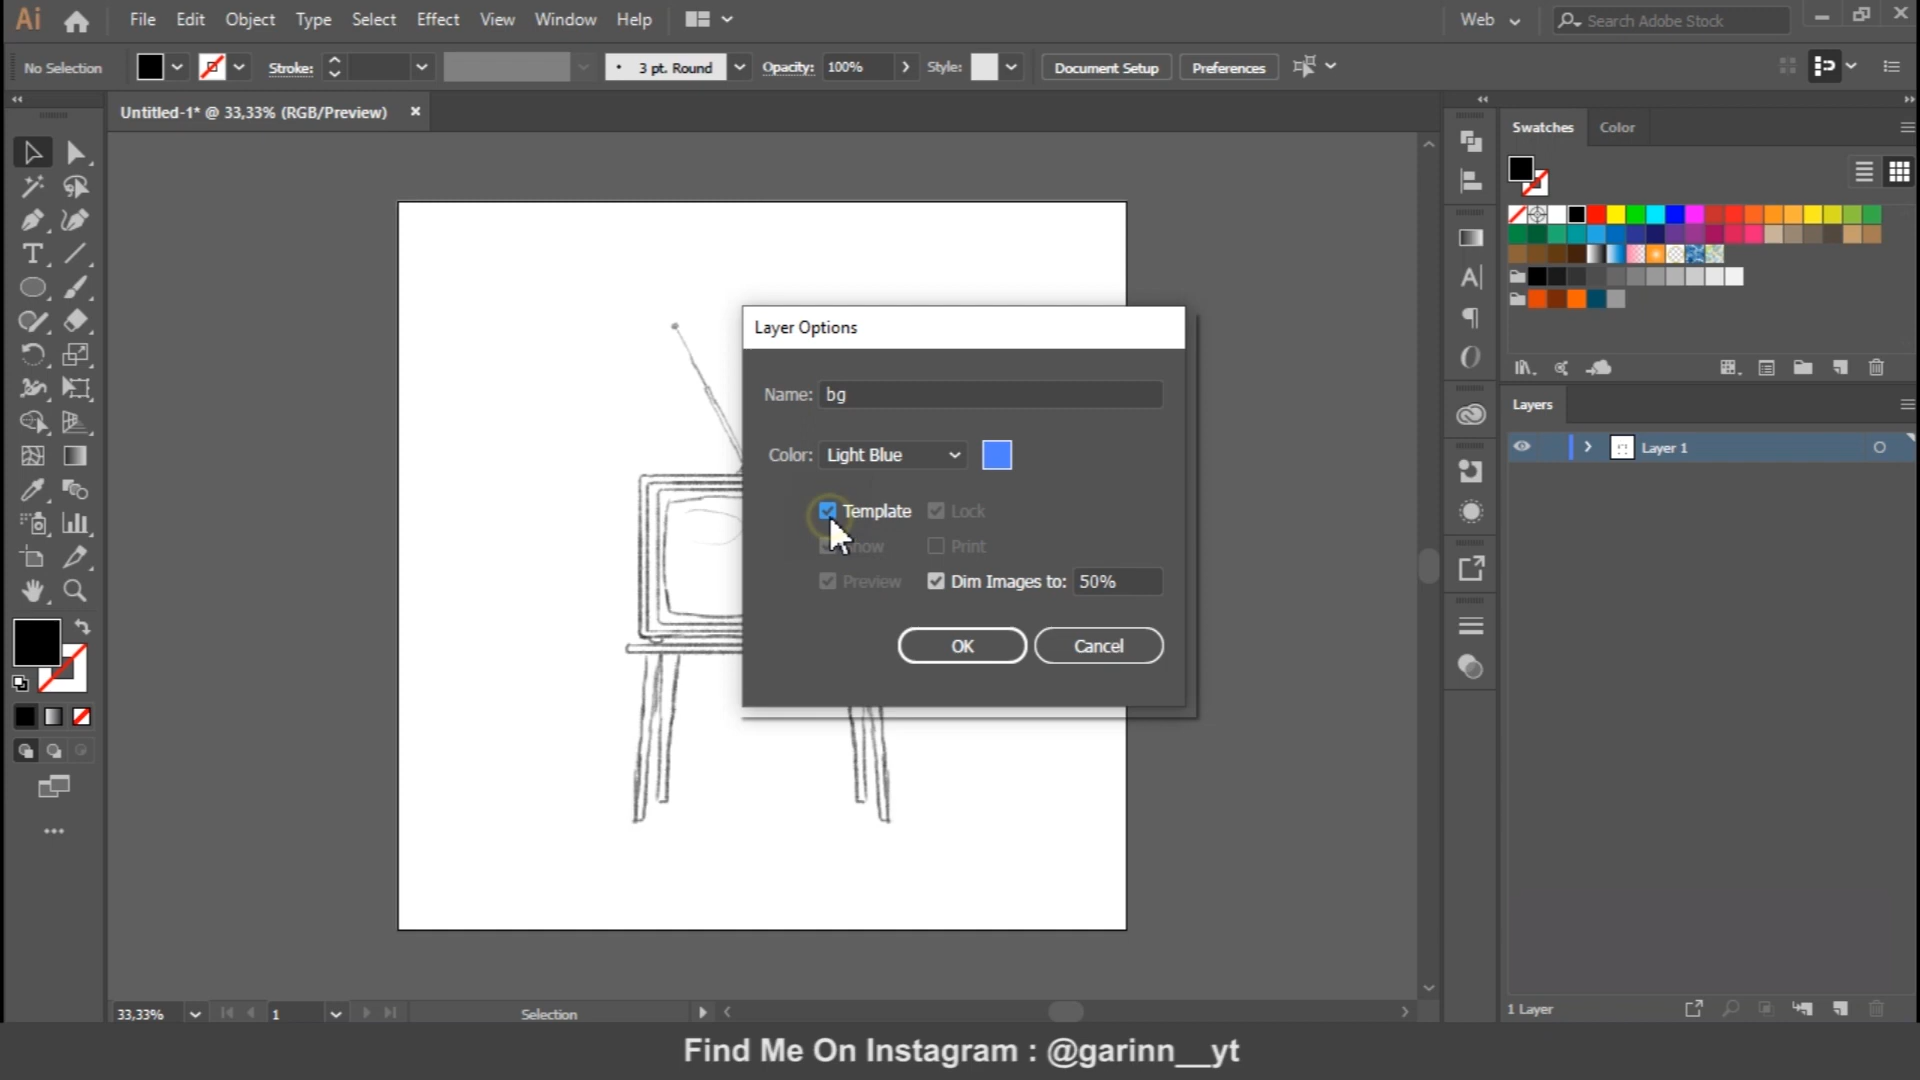 Ai File Edit Object Type Select Effect View Window Help Web Search Adobe Stock
No Selection Stroke: 3 pt. Round Opacity: 100% Style: Document Setup Preferences
Untitled-1* @ 33,33% (RGB/Preview)
Swatches Color
Layer Options
Name: bg
Color: Light Blue
Template Lock
Print
Preview Dim Images to: 50%
OK Cancel
Layers
Layer 1
33,33% 1 Selection
1 Layer
Find Me On Instagram : @garinn__yt